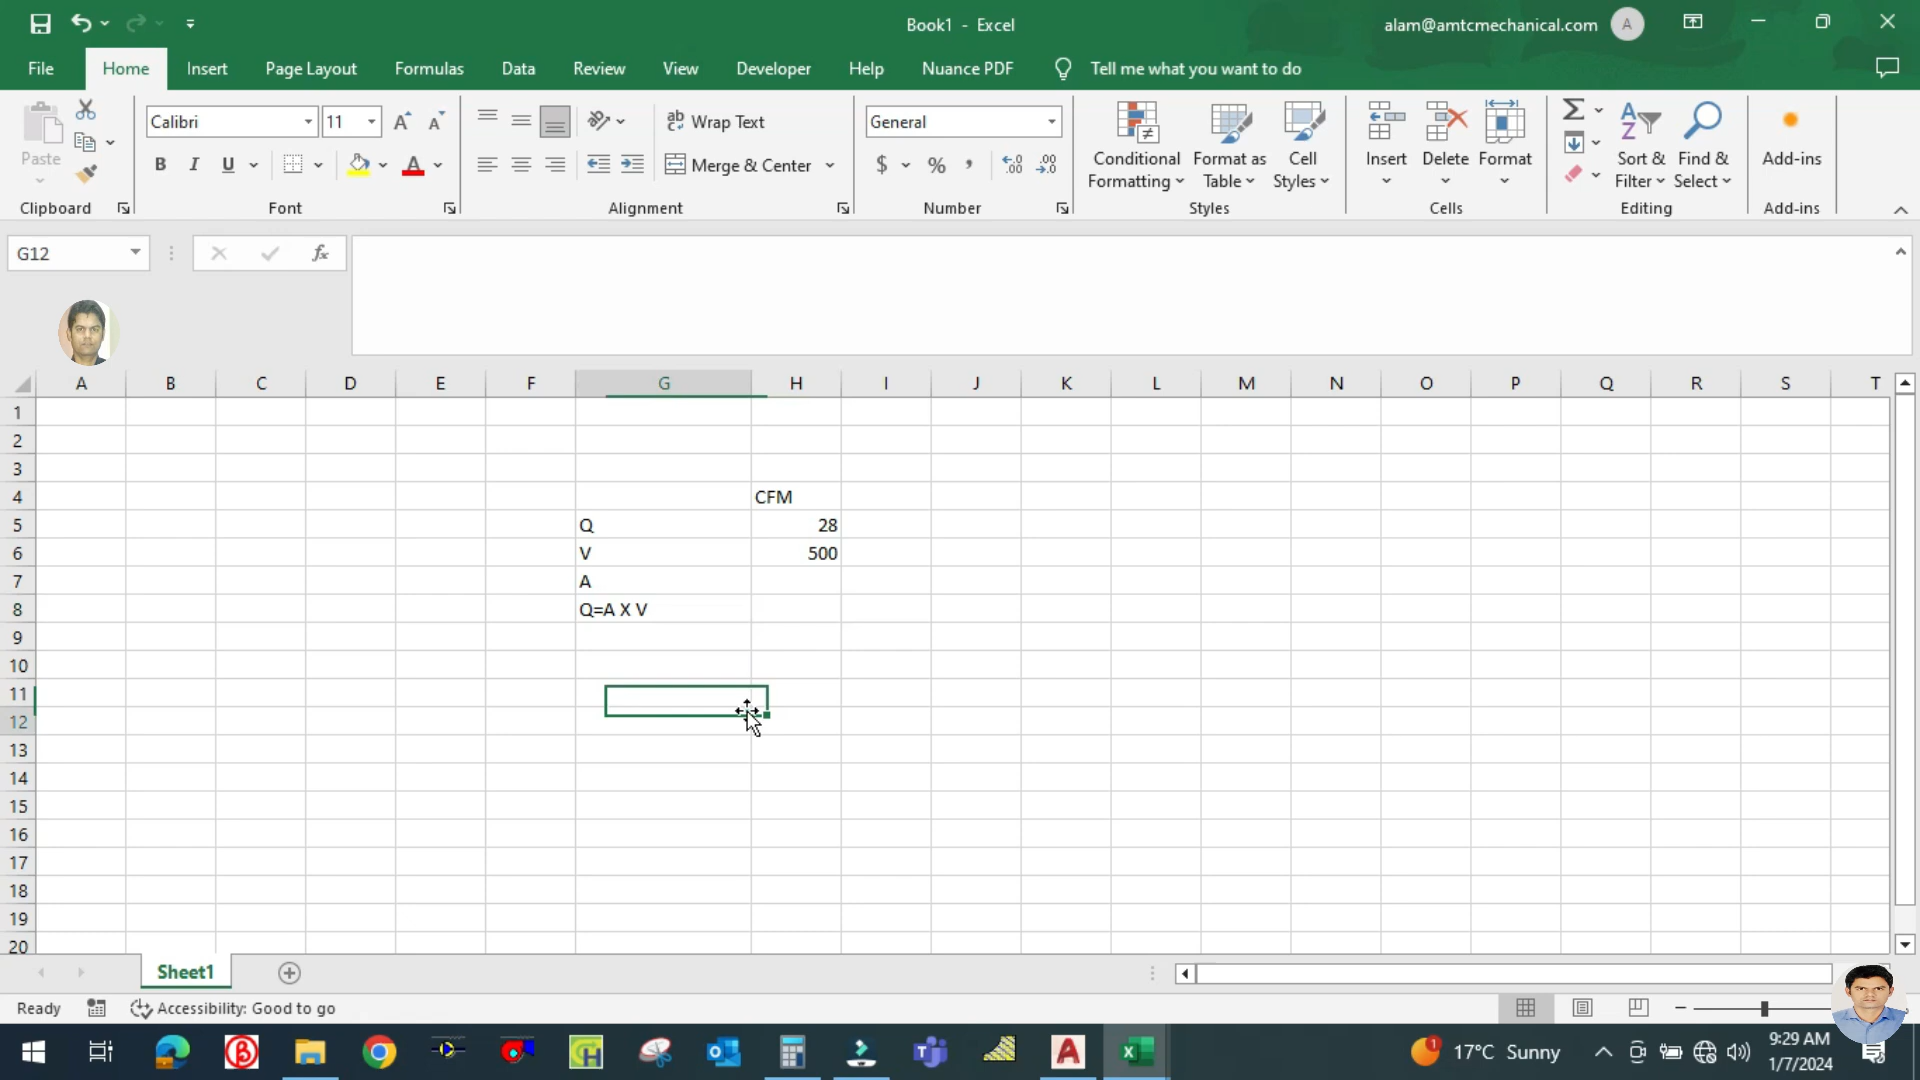 Book1 - Excel
alam@amtcmechanical.com
A
File Home Insert Page Layout Formulas Data Review View Developer Help Nuance PDF Tell me what you want to do
Paste
Calibri 11
Wrap Text
General
B I U
Merge & Center
$ % ,
Conditional Formatting
Format as Table
Cell Styles
Insert Delete Format
Sort & Filter
Find & Select
Add-ins
Clipboard Font Alignment Number Styles Cells Editing Add-ins
G12
fx
A B C D E F G H I J K L M N O P Q R S T
1
2
3
4 CFM
5 Q 28
6 V 500
7 A
8 Q=A X V
9
10
11
12
13
14
15
16
17
18
19
20
Sheet1
Ready Accessibility: Good to go
17°C Sunny
9:29 AM
1/7/2024